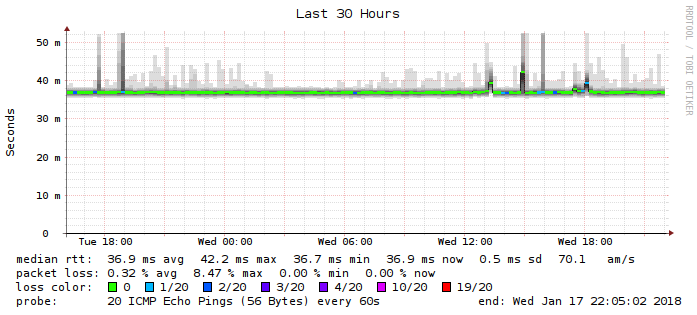 Last 30 Hours
RRDTOOL / TOBI OETIKER
Seconds
50 m
40 m
30 m
20 m
10 m
0
Tue 18:00 Wed 00:00 Wed 06:00 Wed 12:00 Wed 18:00
median rtt: 36.9 ms avg 42.2 ms max 36.7 ms min 36.9 ms now 0.5 ms sd 70.1 am/s
packet loss: 0.32 % avg 8.47 % max 0.00 % min 0.00 % now
loss color: 0 1/20 2/20 3/20 4/20 10/20 19/20
probe: 20 ICMP Echo Pings (56 Bytes) every 60s end: Wed Jan 17 22:05:02 2018